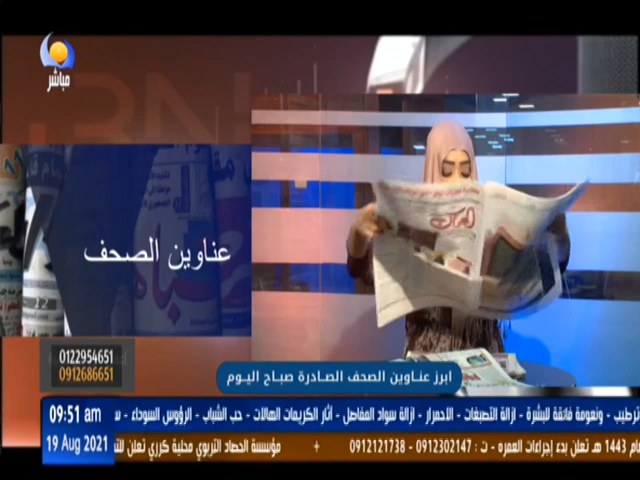 مباشر
عناوين الصحف
0122954651
0912686651
ابرز عناوين الصحف الصادرة صباح اليوم
09:51 am
19 Aug 2021
ترطيب - ونعومة فائقة للبشرة - ازالة التصبغات - الاحمرار - ازالة سواد المفاصل - آثار الكريمات الهالات - حب الشباب - الرؤوس السوداء - س
عام 1443 هـ تعلن بدء إجراءات العمره - ت : 0912302147 - 0912121738 + مؤسسة الحصاد التربوي محلية كرري تعلن للت